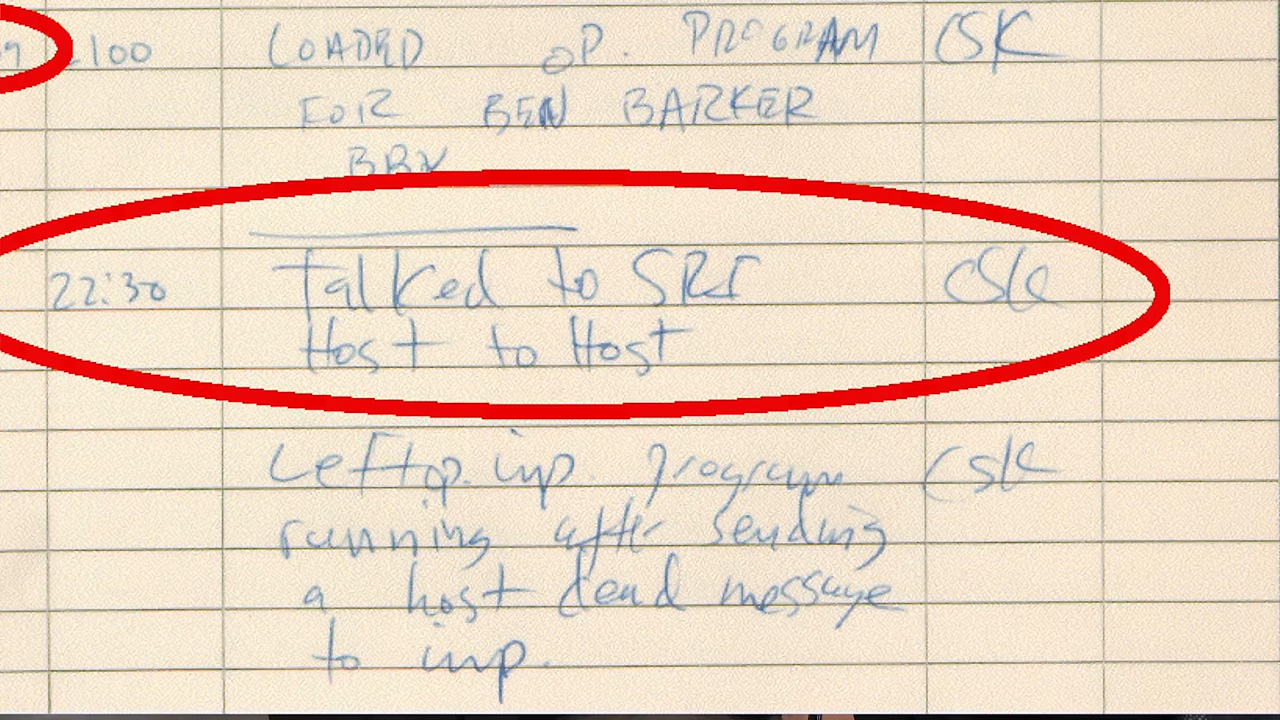 2100 LOADED OP. PROGRAM CSK
FOR BEN BARKER
BBN
22:30 Talked to SRI CSK
Host to Host
Left op. imp. program CSK
running after sending
a host dead message
to imp.